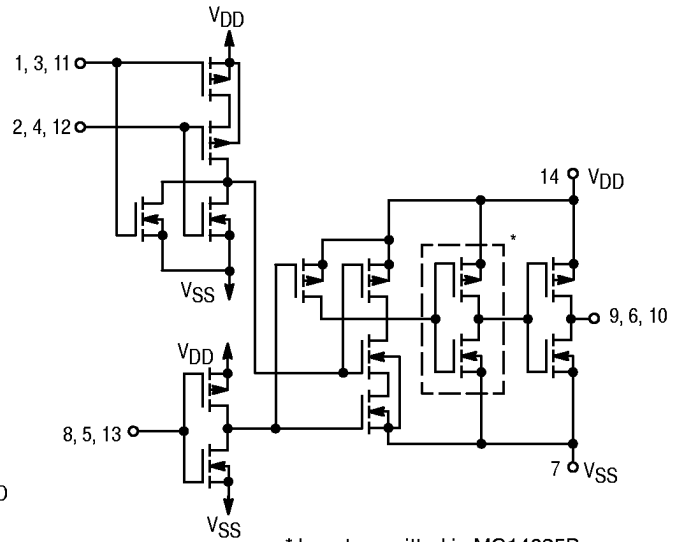 VDD
1, 3, 11
2, 4, 12
14 VDD
*
VSS
9, 6, 10
VDD
8, 5, 13
7 VSS
VSS